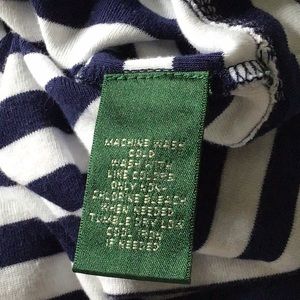 MACHINE WASH
COLD
WASH WITH
LIKE COLORS
ONLY NON-
CHLORINE BLEACH
WHEN NEEDED
TUMBLE DRY LOW
COOL IRON
IF NEEDED